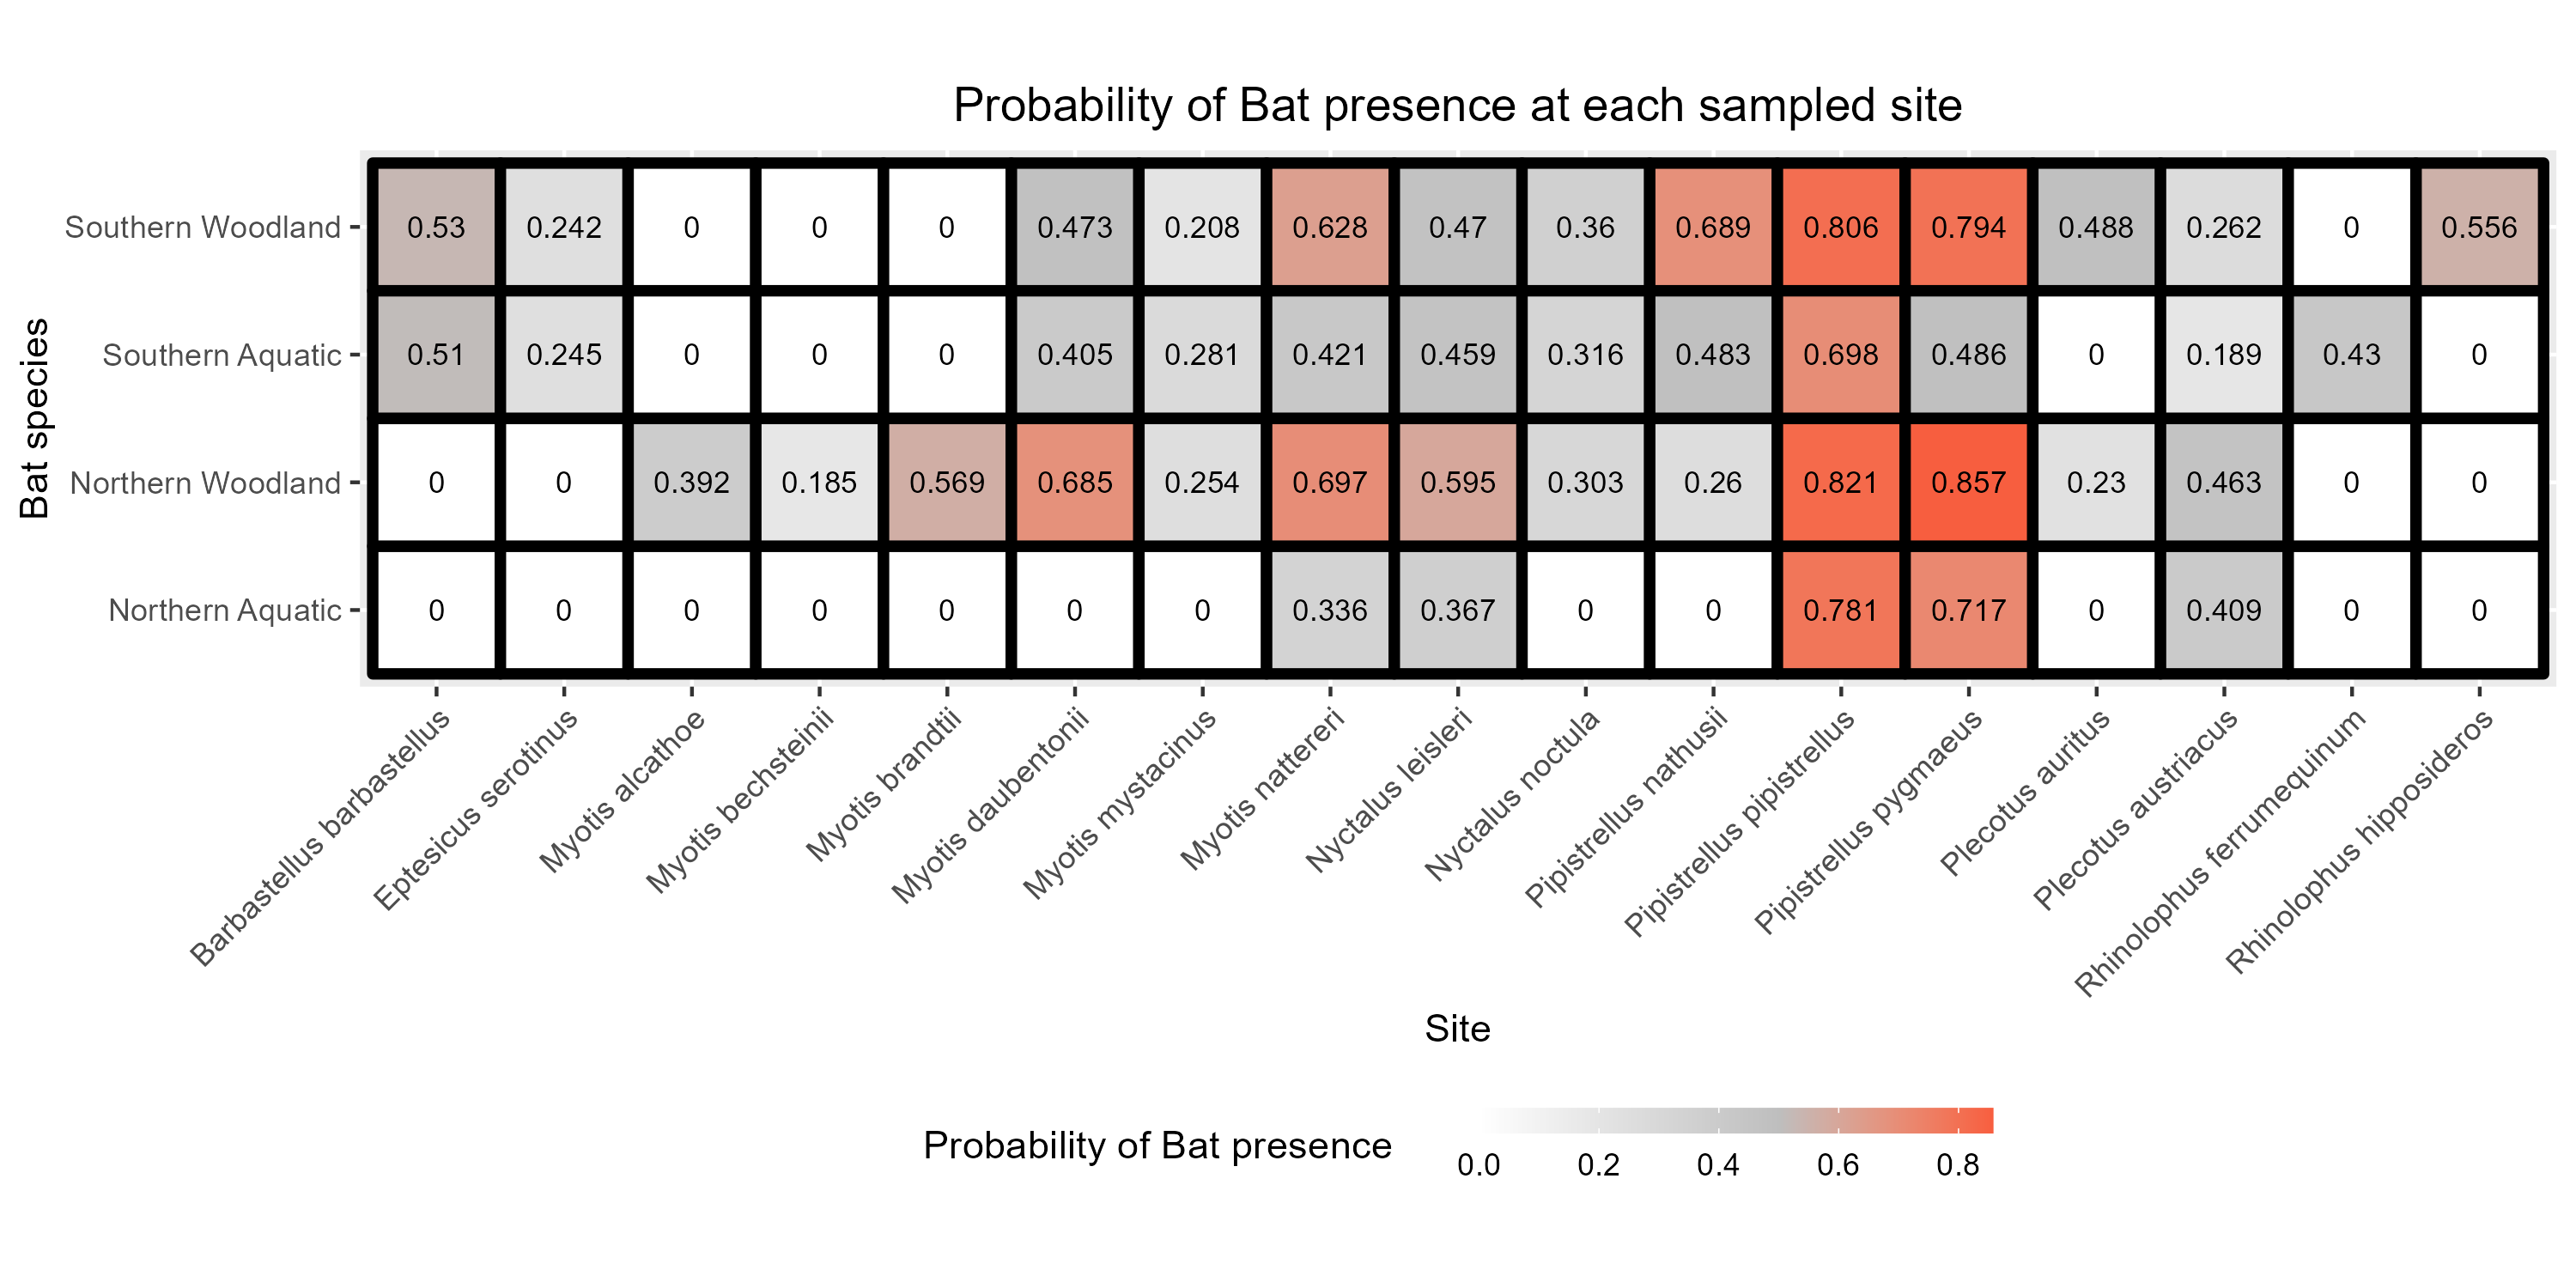 Probability of Bat presence at each sampled site
Bat species
Southern Woodland 0.53 0.242 0 0 0 0.473 0.208 0.628 0.47 0.36 0.689 0.806 0.794 0.488 0.262 0 0.556
Southern Aquatic 0.51 0.245 0 0 0 0.405 0.281 0.421 0.459 0.316 0.483 0.698 0.486 0 0.189 0.43 0
Northern Woodland 0 0 0.392 0.185 0.569 0.685 0.254 0.697 0.595 0.303 0.26 0.821 0.857 0.23 0.463 0 0
Northern Aquatic 0 0 0 0 0 0 0 0.336 0.367 0 0 0.781 0.717 0 0.409 0 0
Barbastellus barbastellus
Eptesicus serotinus
Myotis alcathoe
Myotis bechsteinii
Myotis brandtii
Myotis daubentonii
Myotis mystacinus
Myotis nattereri
Nyctalus leisleri
Nyctalus noctula
Pipistrellus nathusii
Pipistrellus pipistrellus
Pipistrellus pygmaeus
Plecotus auritus
Plecotus austriacus
Rhinolophus ferrumequinum
Rhinolophus hipposideros
Site
Probability of Bat presence
0.0 0.2 0.4 0.6 0.8